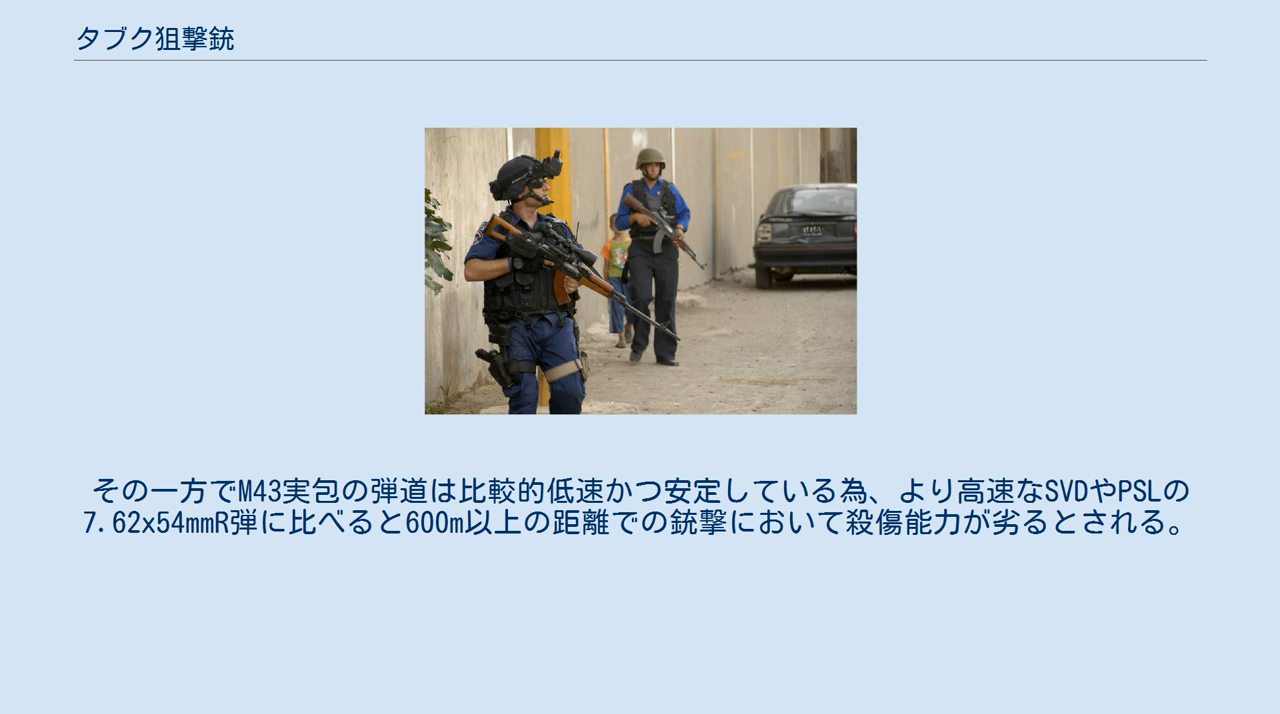 タブク狙撃銃
その一方でM43実包の弾道は比較的低速かつ安定している為、より高速なSVDやPSLの
7.62x54mmR弾に比べると600m以上の距離での銃撃において殺傷能力が劣るとされる。